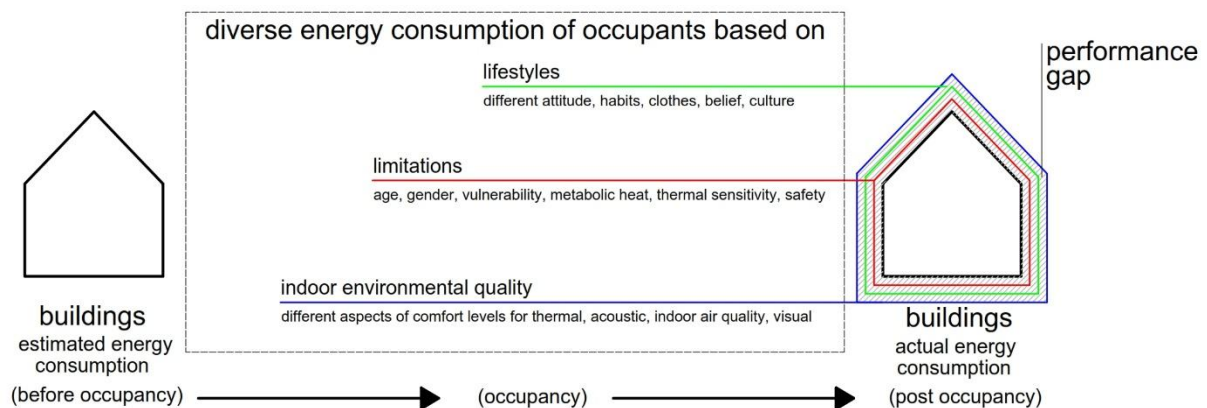 diverse energy consumption of occupants based on
performance
gap
lifestyles
different attitude, habits, clothes, belief, culture
limitations
age, gender, vulnerability, metabolic heat, thermal sensitivity, safety
indoor environmental quality
different aspects of comfort levels for thermal, acoustic, indoor air quality, visual
buildings
estimated energy
consumption
(before occupancy)
(occupancy)
buildings
actual energy
consumption
(post occupancy)